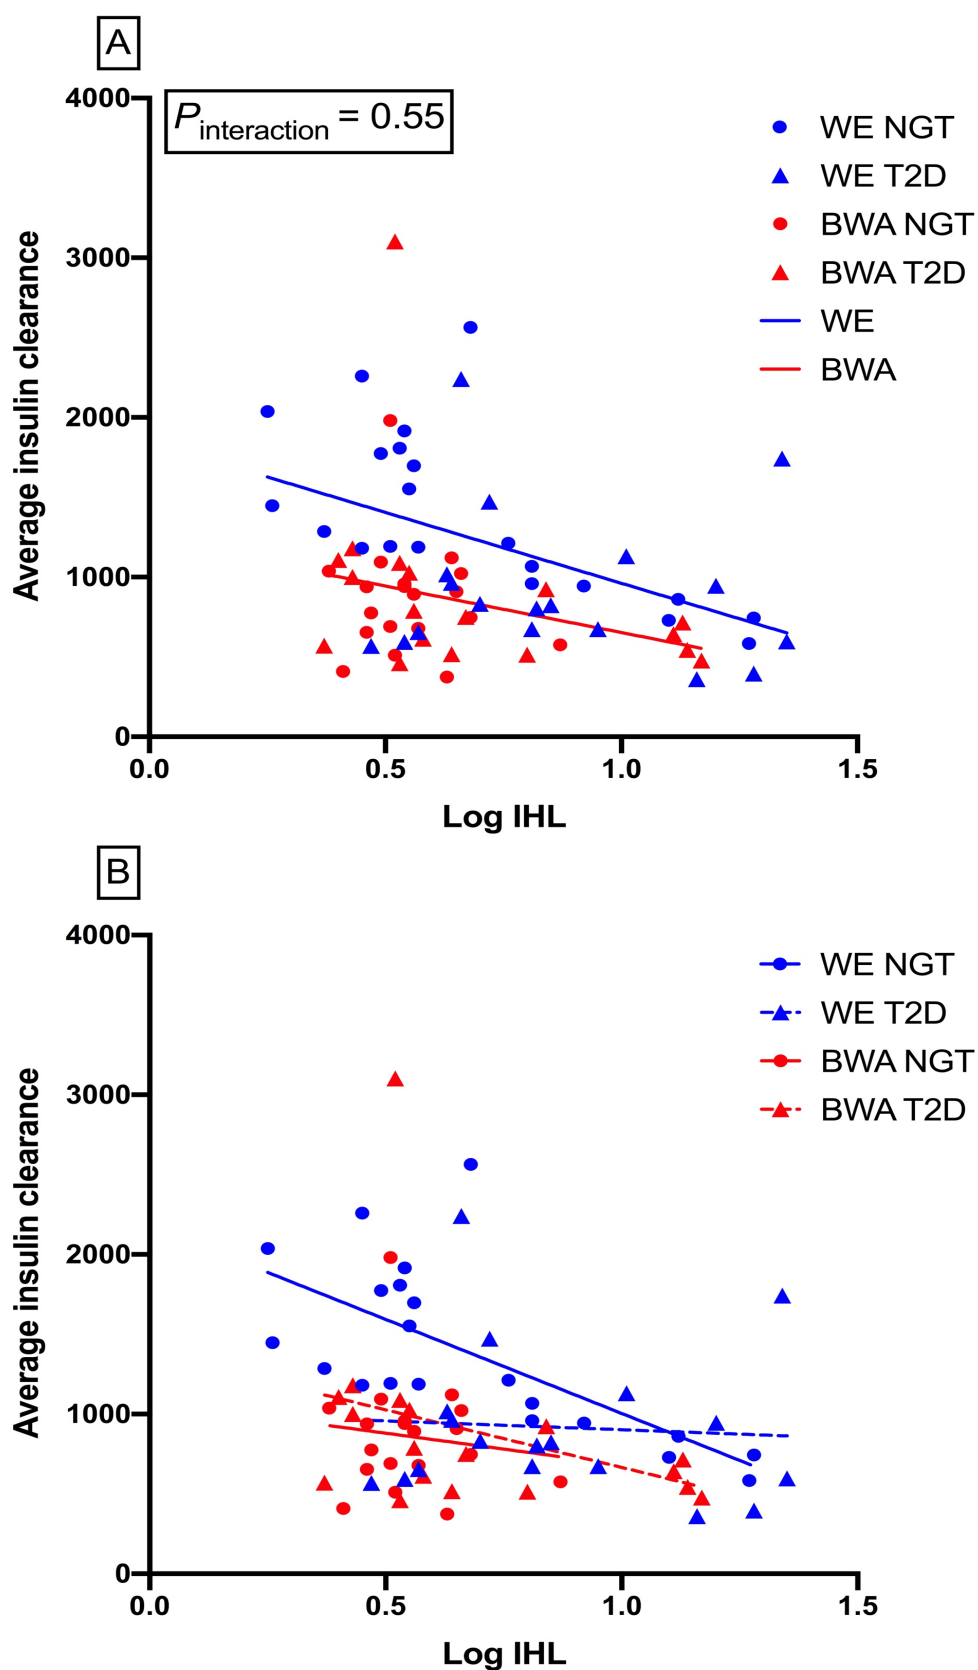 A
P interaction = 0.55
4000
3000
2000
1000
0
0.0 0.5 1.0 1.5
Average insulin clearance
Log IHL
WE NGT
WE T2D
BWA NGT
BWA T2D
WE
BWA
B
4000
3000
2000
1000
0
0.0 0.5 1.0 1.5
Average insulin clearance
Log IHL
WE NGT
WE T2D
BWA NGT
BWA T2D